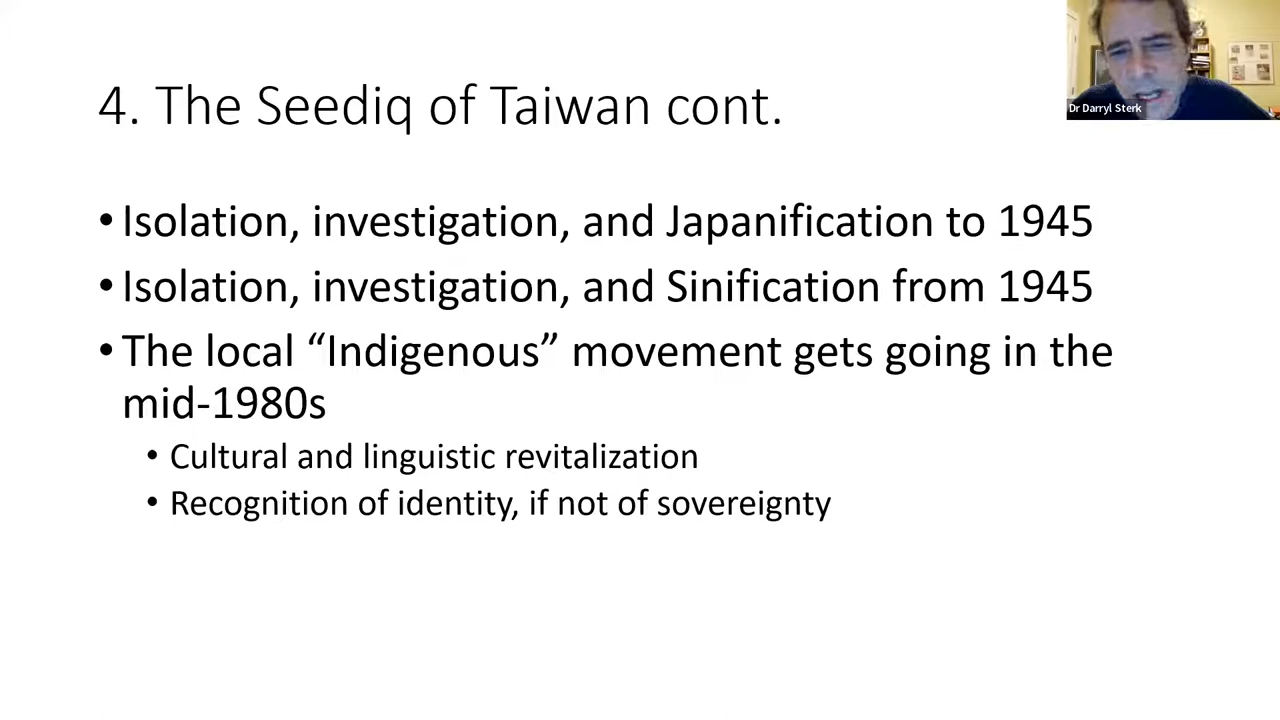 4. The Seediq of Taiwan cont.
Dr Darryl Sterk
• Isolation, investigation, and Japanification to 1945
• Isolation, investigation, and Sinification from 1945
• The local “Indigenous” movement gets going in the
mid-1980s
• Cultural and linguistic revitalization
• Recognition of identity, if not of sovereignty